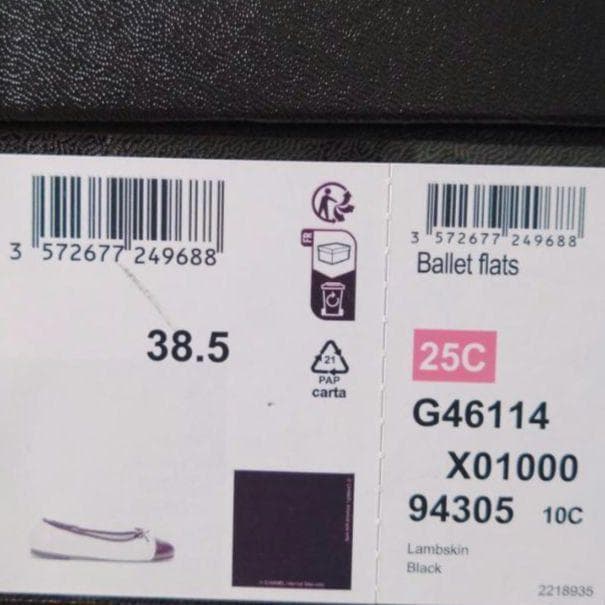 3 572677 249688
38.5
FR
21
PAP
carta
3 572677 249688
Ballet flats
25C
G46114
X01000
94305 10C
Lambskin
Black
2218935